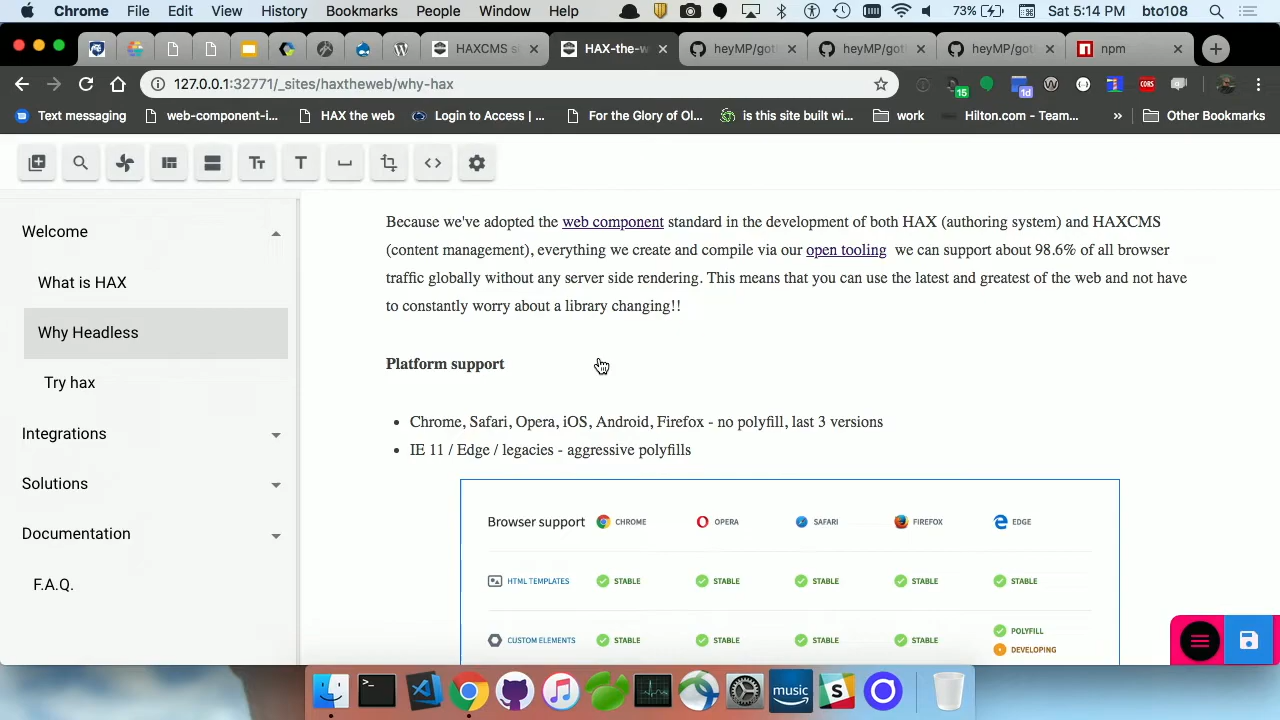 Chrome File Edit View History Bookmarks People Window Help 73% Sat 5:14 PM bto108
HAXCMS s HAX-the-w heyMP/got heyMP/got heyMP/got npm
127.0.0.1:32771/_sites/haxtheweb/why-hax 15 1d CORS
Text messaging web-component-i... HAX the web Login to Access | ... For the Glory of Ol... is this site built wi... work Hilton.com - Team... » Other Bookmarks
Welcome
What is HAX
Why Headless
Try hax
Integrations
Solutions
Documentation
F.A.Q.
Because we've adopted the web component standard in the development of both HAX (authoring system) and HAXCMS
(content management), everything we create and compile via our open tooling we can support about 98.6% of all browser
traffic globally without any server side rendering. This means that you can use the latest and greatest of the web and not have
to constantly worry about a library changing!!
Platform support
• Chrome, Safari, Opera, iOS, Android, Firefox - no polyfill, last 3 versions
• IE 11 / Edge / legacies - aggressive polyfills
Browser support CHROME OPERA SAFARI FIREFOX EDGE
HTML TEMPLATES STABLE STABLE STABLE STABLE STABLE
CUSTOM ELEMENTS STABLE STABLE STABLE STABLE POLYFILL
DEVELOPING
music